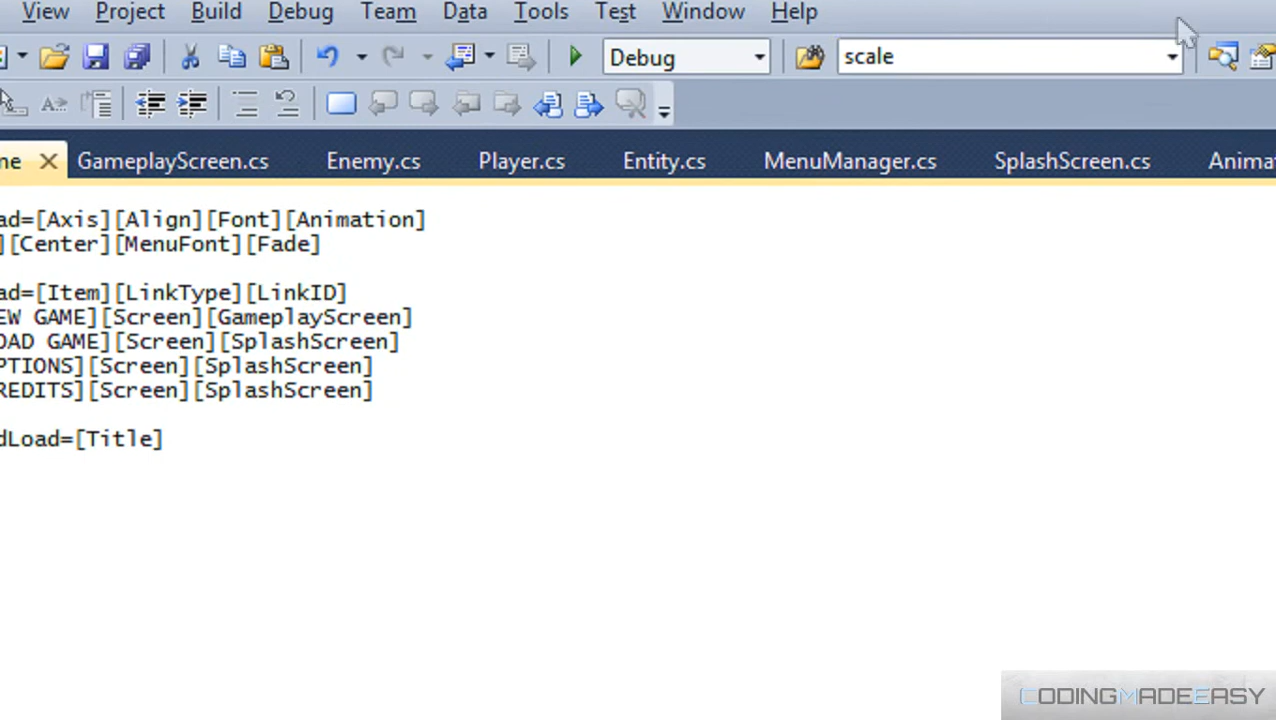 View Project Build Debug Team Data Tools Test Window Help
Debug scale
ne GameplayScreen.cs Enemy.cs Player.cs Entity.cs MenuManager.cs SplashScreen.cs Animat
ad=[Axis][Align][Font][Animation]
][Center][MenuFont][Fade]
ad=[Item][LinkType][LinkID]
EW GAME][Screen][GameplayScreen]
OAD GAME][Screen][SplashScreen]
PTIONS][Screen][SplashScreen]
REDITS][Screen][SplashScreen]
dLoad=[Title]
CODINGMADEEASY